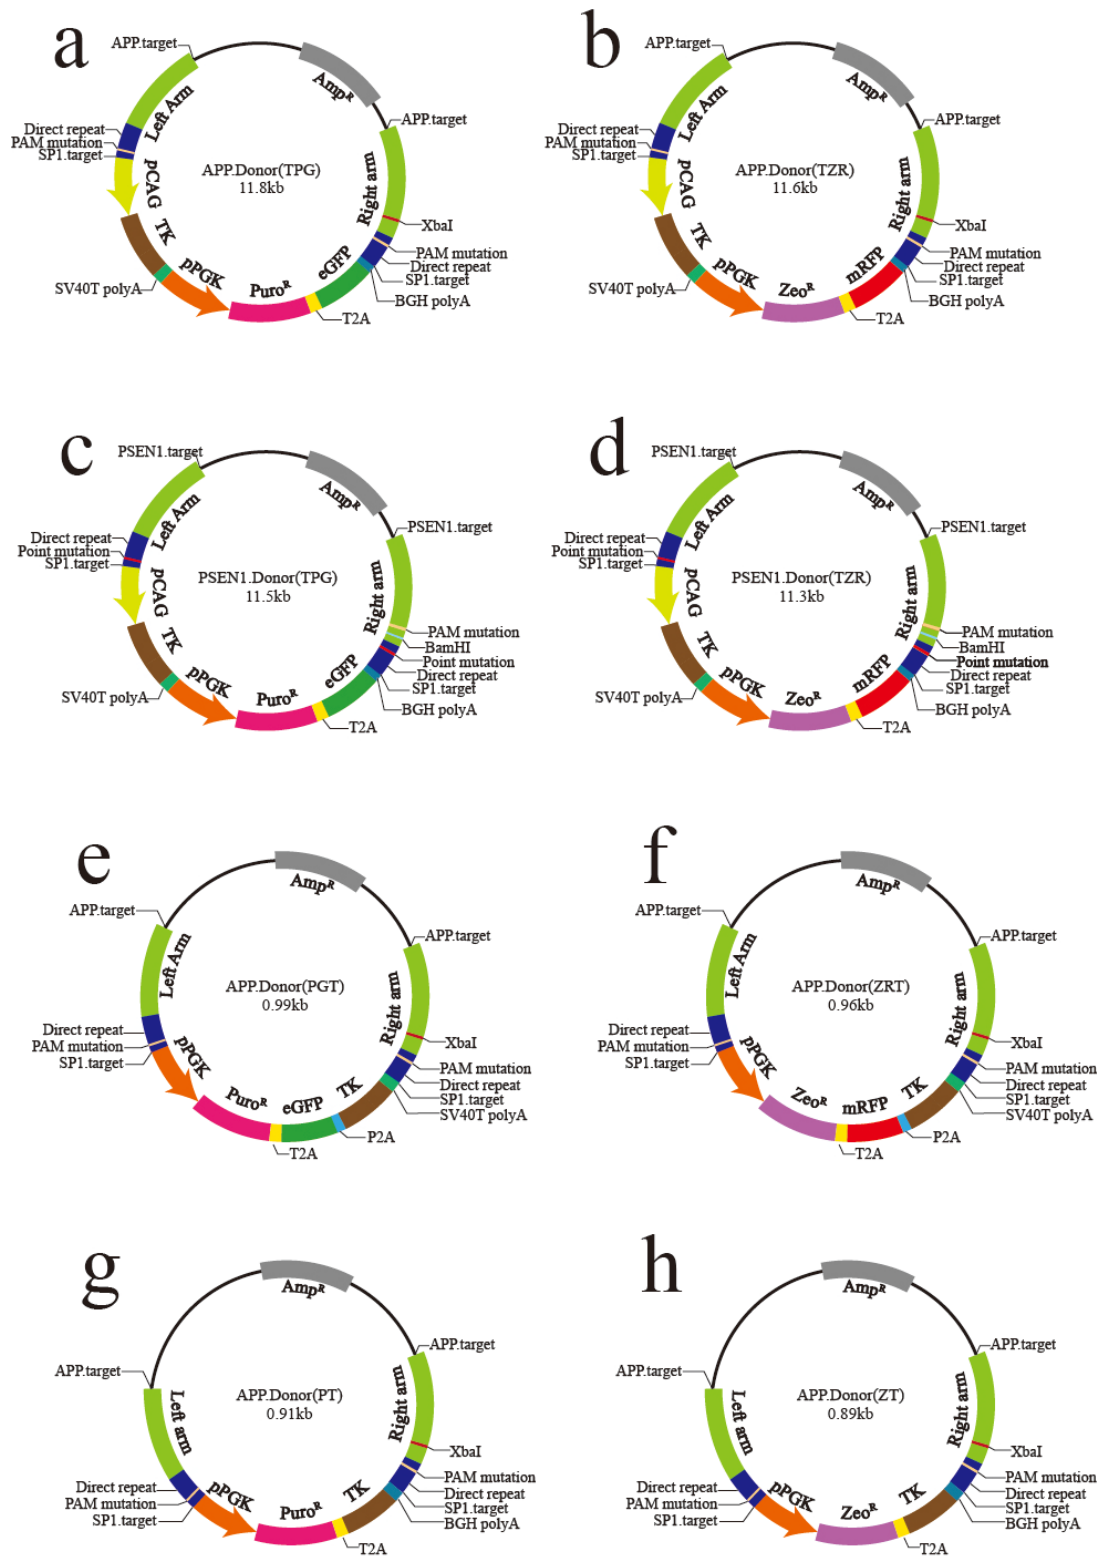 a
APP.target
Amp^R
Left Arm
APP.target
Direct repeat
PAM mutation
SP1.target
pCAG
APP.Donor(TPG)
11.8kb
Right arm
XbaI
TK
PAM mutation
Direct repeat
SP1.target
BGH polyA
SV40T polyA
pPGK
Puro^R
eGFP
T2A
b
APP.target
Amp^R
Left Arm
APP.target
Direct repeat
PAM mutation
SP1.target
pCAG
APP.Donor(TZR)
11.6kb
Right arm
XbaI
TK
PAM mutation
Direct repeat
SP1.target
BGH polyA
SV40T polyA
pPGK
Zeo^R
mRFP
T2A
c
PSEN1.target
Amp^R
Left Arm
PSEN1.target
Direct repeat
Point mutation
SP1.target
pCAG
PSEN1.Donor(TPG)
11.5kb
Right arm
PAM mutation
BamHI
Point mutation
Direct repeat
SP1.target
BGH polyA
TK
SV40T polyA
pPGK
Puro^R
eGFP
T2A
d
PSEN1.target
Amp^R
Left Arm
PSEN1.target
Direct repeat
Point mutation
SP1.target
pCAG
PSEN1.Donor(TZR)
11.3kb
Right arm
PAM mutation
BamHI
Point mutation
Direct repeat
SP1.target
BGH polyA
TK
SV40T polyA
pPGK
Zeo^R
mRFP
T2A
e
Amp^R
APP.target
APP.target
Left Arm
APP.Donor(PGT)
0.99kb
Right arm
Direct repeat
PAM mutation
SP1.target
XbaI
PAM mutation
Direct repeat
SP1.target
SV40T polyA
pPGK
Puro^R
eGFP
TK
P2A
T2A
f
Amp^R
APP.target
APP.target
Left Arm
APP.Donor(ZRT)
0.96kb
Right arm
Direct repeat
PAM mutation
SP1.target
XbaI
PAM mutation
Direct repeat
SP1.target
SV40T polyA
pPGK
Zeo^R
mRFP
TK
P2A
T2A
g
Amp^R
APP.target
APP.target
Left arm
APP.Donor(PT)
0.91kb
Right arm
XbaI
Direct repeat
PAM mutation
SP1.target
PAM mutation
Direct repeat
SP1.target
BGH polyA
pPGK
Puro^R
TK
T2A
h
Amp^R
APP.target
APP.target
Left arm
APP.Donor(ZT)
0.89kb
Right arm
XbaI
Direct repeat
PAM mutation
SP1.target
PAM mutation
Direct repeat
SP1.target
BGH polyA
pPGK
Zeo^R
TK
T2A